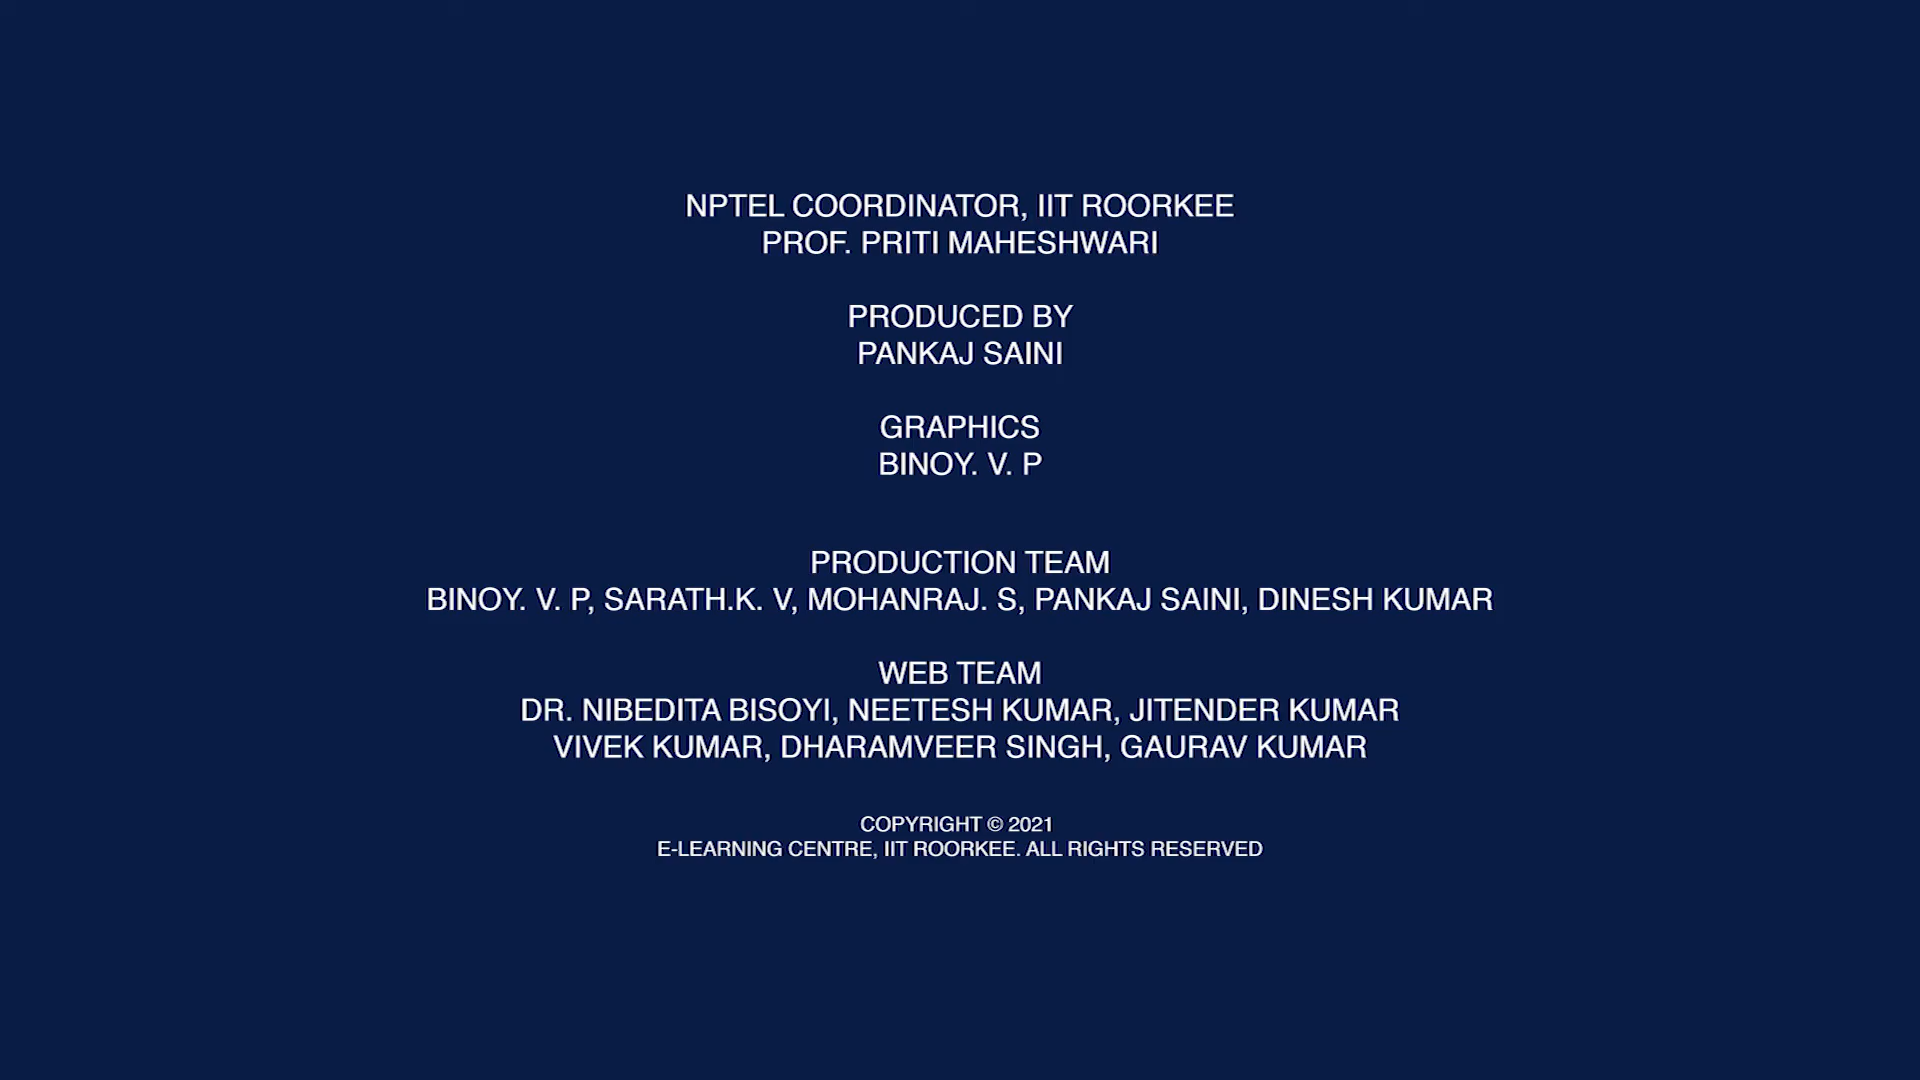 NPTEL COORDINATOR, IIT ROORKEE
PROF. PRITI MAHESHWARI
PRODUCED BY
PANKAJ SAINI
GRAPHICS
BINOY. V. P
PRODUCTION TEAM
BINOY. V. P, SARATH.K. V, MOHANRAJ. S, PANKAJ SAINI, DINESH KUMAR
WEB TEAM
DR. NIBEDITA BISOYI, NEETESH KUMAR, JITENDER KUMAR
VIVEK KUMAR, DHARAMVEER SINGH, GAURAV KUMAR
COPYRIGHT © 2021
E-LEARNING CENTRE, IIT ROORKEE. ALL RIGHTS RESERVED